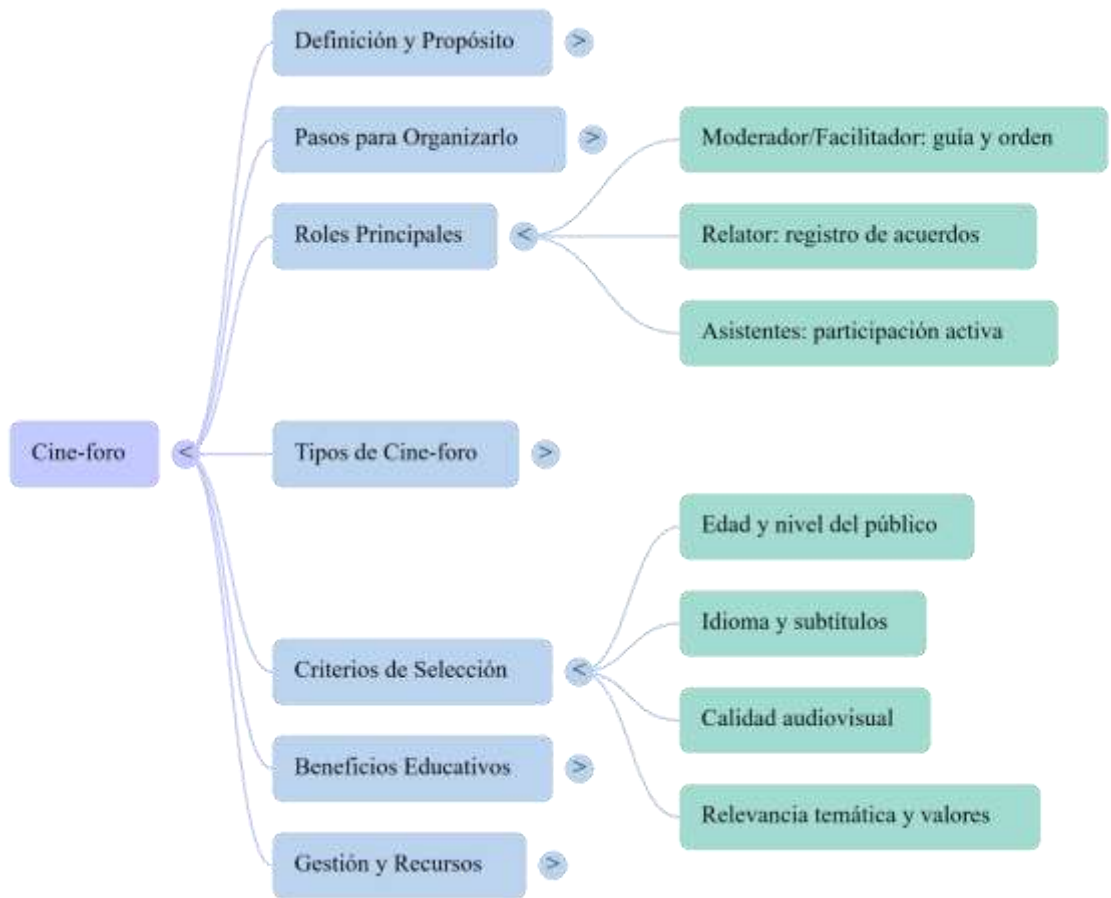 Cine-foro
<
Definición y Propósito
>
Pasos para Organizarlo
>
Roles Principales
<
Moderador/Facilitador: guía y orden
Relator: registro de acuerdos
Asistentes: participación activa
Tipos de Cine-foro
>
Criterios de Selección
<
Edad y nivel del público
Idioma y subtítulos
Calidad audiovisual
Relevancia temática y valores
Beneficios Educativos
>
Gestión y Recursos
>